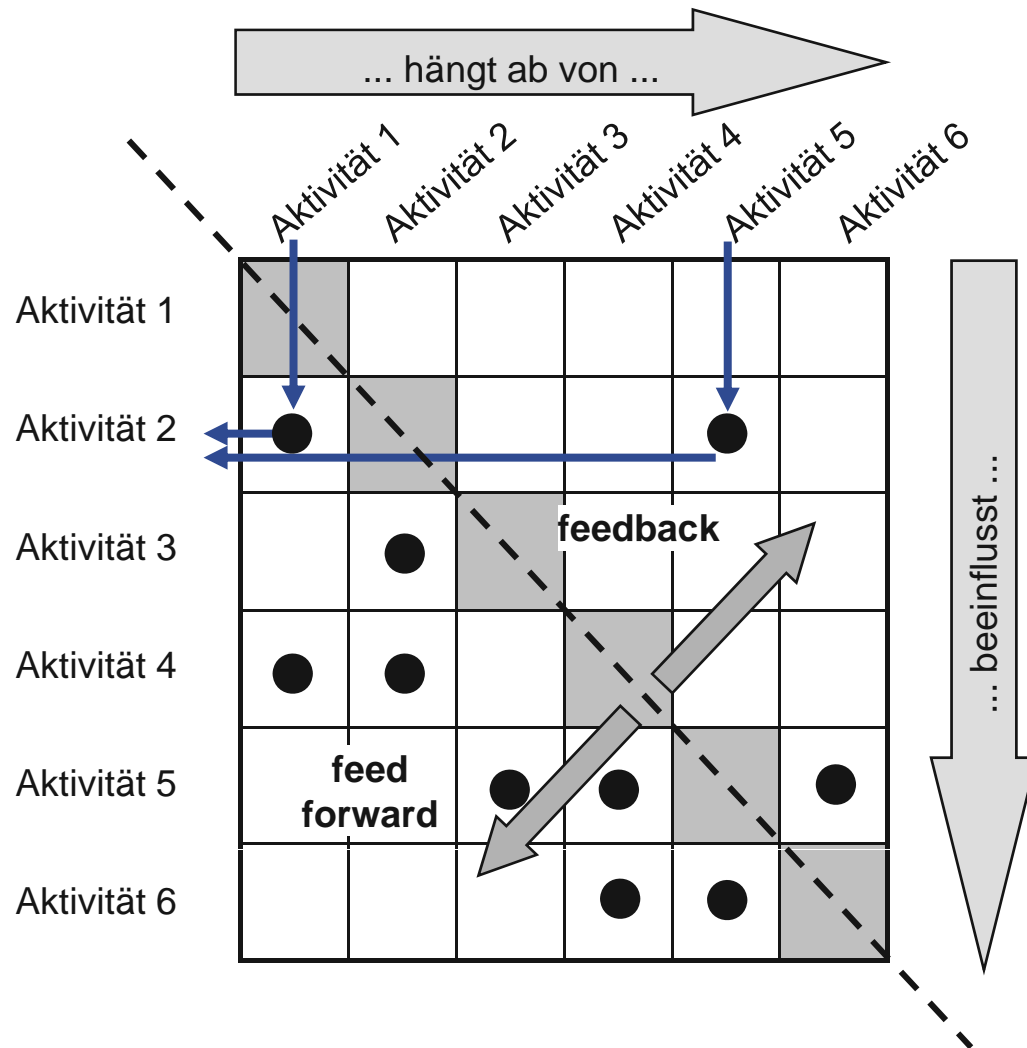 ... hängt ab von ...
Aktivität 1
Aktivität 2
Aktivität 3
Aktivität 4
Aktivität 5
Aktivität 6
Aktivität 1
Aktivität 2
Aktivität 3
Aktivität 4
Aktivität 5
Aktivität 6
feedback
feed
forward
... beeinflusst ...